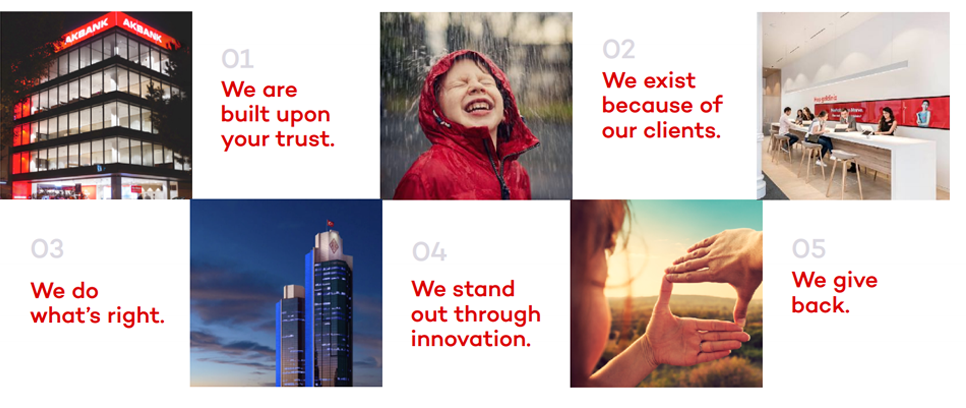 AKBANK
AKBANK
01
We are
built upon
your trust.
02
We exist
because of
our clients.
03
We do
what's right.
04
We stand
out through
innovation.
05
We give
back.